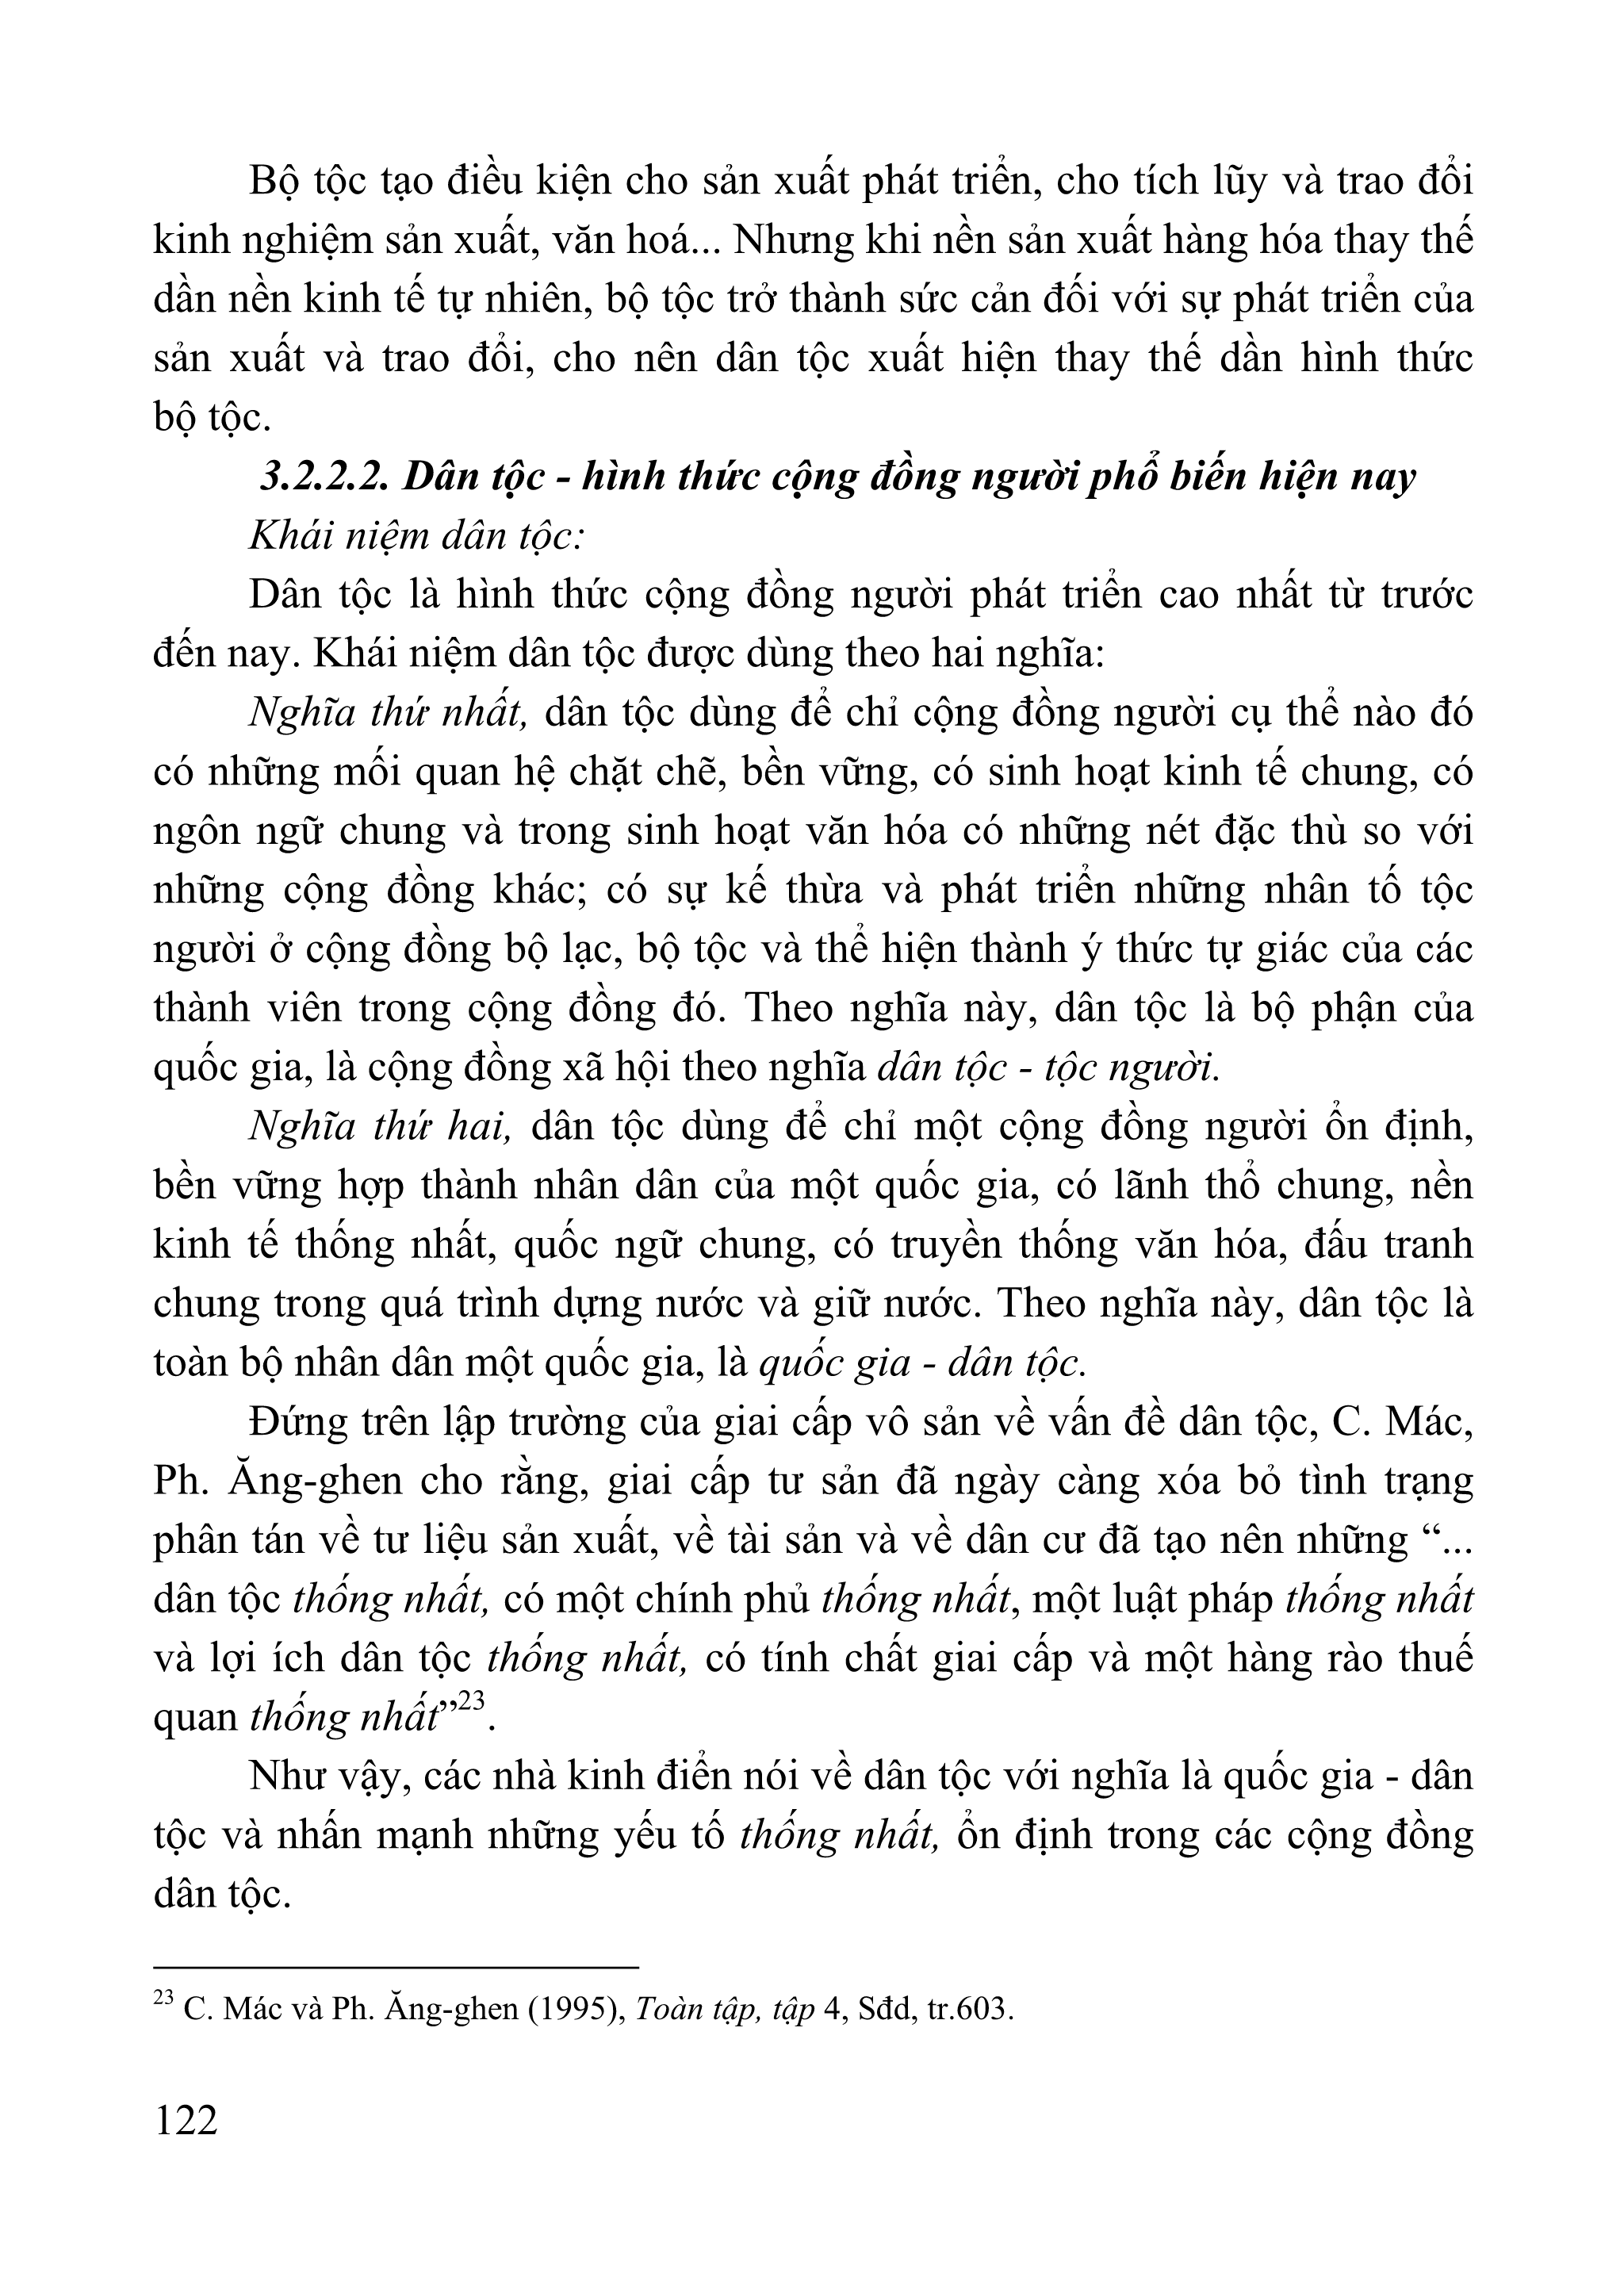 Bộ tộc tạo điều kiện cho sản xuất phát triển, cho tích lũy và trao đổi
kinh nghiệm sản xuất, văn hoá... Nhưng khi nền sản xuất hàng hóa thay thế
dần nền kinh tế tự nhiên, bộ tộc trở thành sức cản đối với sự phát triển của
sản xuất và trao đổi, cho nên dân tộc xuất hiện thay thế dần hình thức
bộ tộc.
3.2.2.2. Dân tộc - hình thức cộng đồng người phổ biến hiện nay
Khái niệm dân tộc:
Dân tộc là hình thức cộng đồng người phát triển cao nhất từ trước
đến nay. Khái niệm dân tộc được dùng theo hai nghĩa:
Nghĩa thứ nhất, dân tộc dùng để chỉ cộng đồng người cụ thể nào đó
có những mối quan hệ chặt chẽ, bền vững, có sinh hoạt kinh tế chung, có
ngôn ngữ chung và trong sinh hoạt văn hóa có những nét đặc thù so với
những cộng đồng khác; có sự kế thừa và phát triển những nhân tố tộc
người ở cộng đồng bộ lạc, bộ tộc và thể hiện thành ý thức tự giác của các
thành viên trong cộng đồng đó. Theo nghĩa này, dân tộc là bộ phận của
quốc gia, là cộng đồng xã hội theo nghĩa dân tộc - tộc người.
Nghĩa thứ hai, dân tộc dùng để chỉ một cộng đồng người ổn định,
bền vững hợp thành nhân dân của một quốc gia, có lãnh thổ chung, nền
kinh tế thống nhất, quốc ngữ chung, có truyền thống văn hóa, đấu tranh
chung trong quá trình dựng nước và giữ nước. Theo nghĩa này, dân tộc là
toàn bộ nhân dân một quốc gia, là quốc gia - dân tộc.
Đứng trên lập trường của giai cấp vô sản về vấn đề dân tộc, C. Mác,
Ph. Ăng-ghen cho rằng, giai cấp tư sản đã ngày càng xóa bỏ tình trạng
phân tán về tư liệu sản xuất, về tài sản và về dân cư đã tạo nên những “...
dân tộc thống nhất, có một chính phủ thống nhất, một luật pháp thống nhất
và lợi ích dân tộc thống nhất, có tính chất giai cấp và một hàng rào thuế
quan thống nhất”23.
Như vậy, các nhà kinh điển nói về dân tộc với nghĩa là quốc gia - dân
tộc và nhấn mạnh những yếu tố thống nhất, ổn định trong các cộng đồng
dân tộc.
23 C. Mác và Ph. Ăng-ghen (1995), Toàn tập, tập 4, Sđd, tr.603.
122